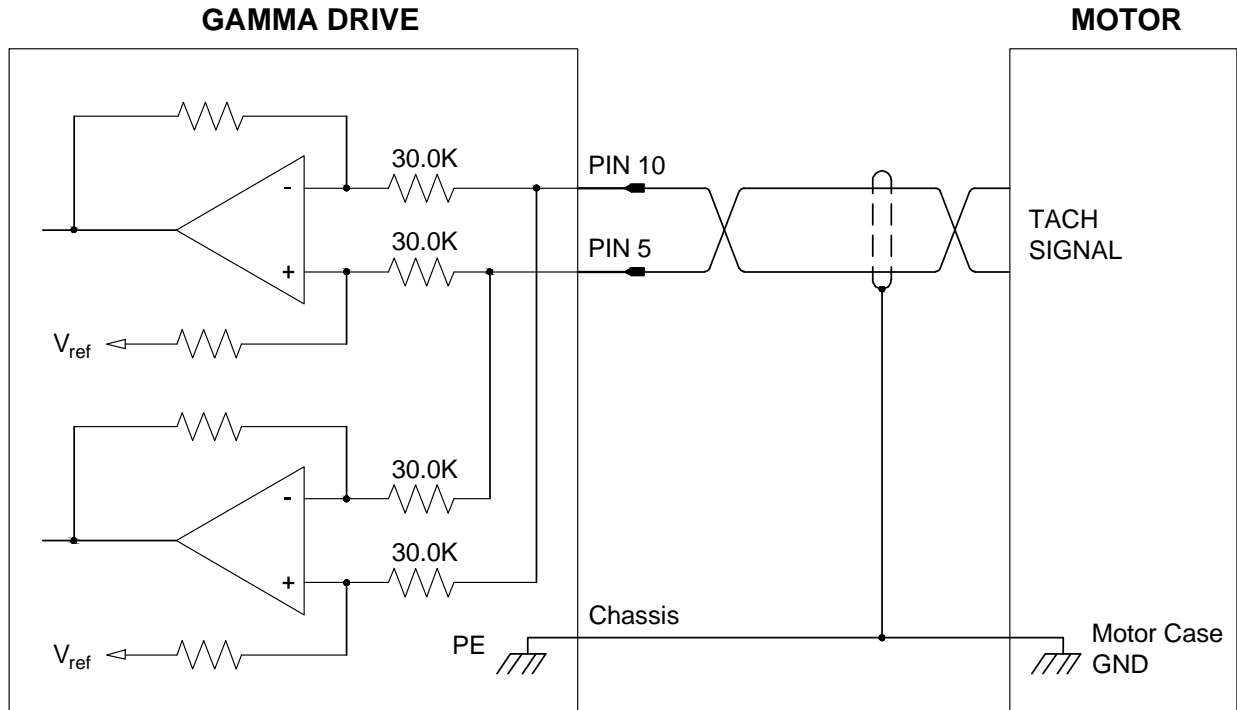 GAMMA DRIVE
MOTOR
30.0K
PIN 10
-
30.0K
PIN 5
+
TACH
SIGNAL
Vref
30.0K
-
30.0K
+
Chassis
PE
Vref
Motor Case
GND